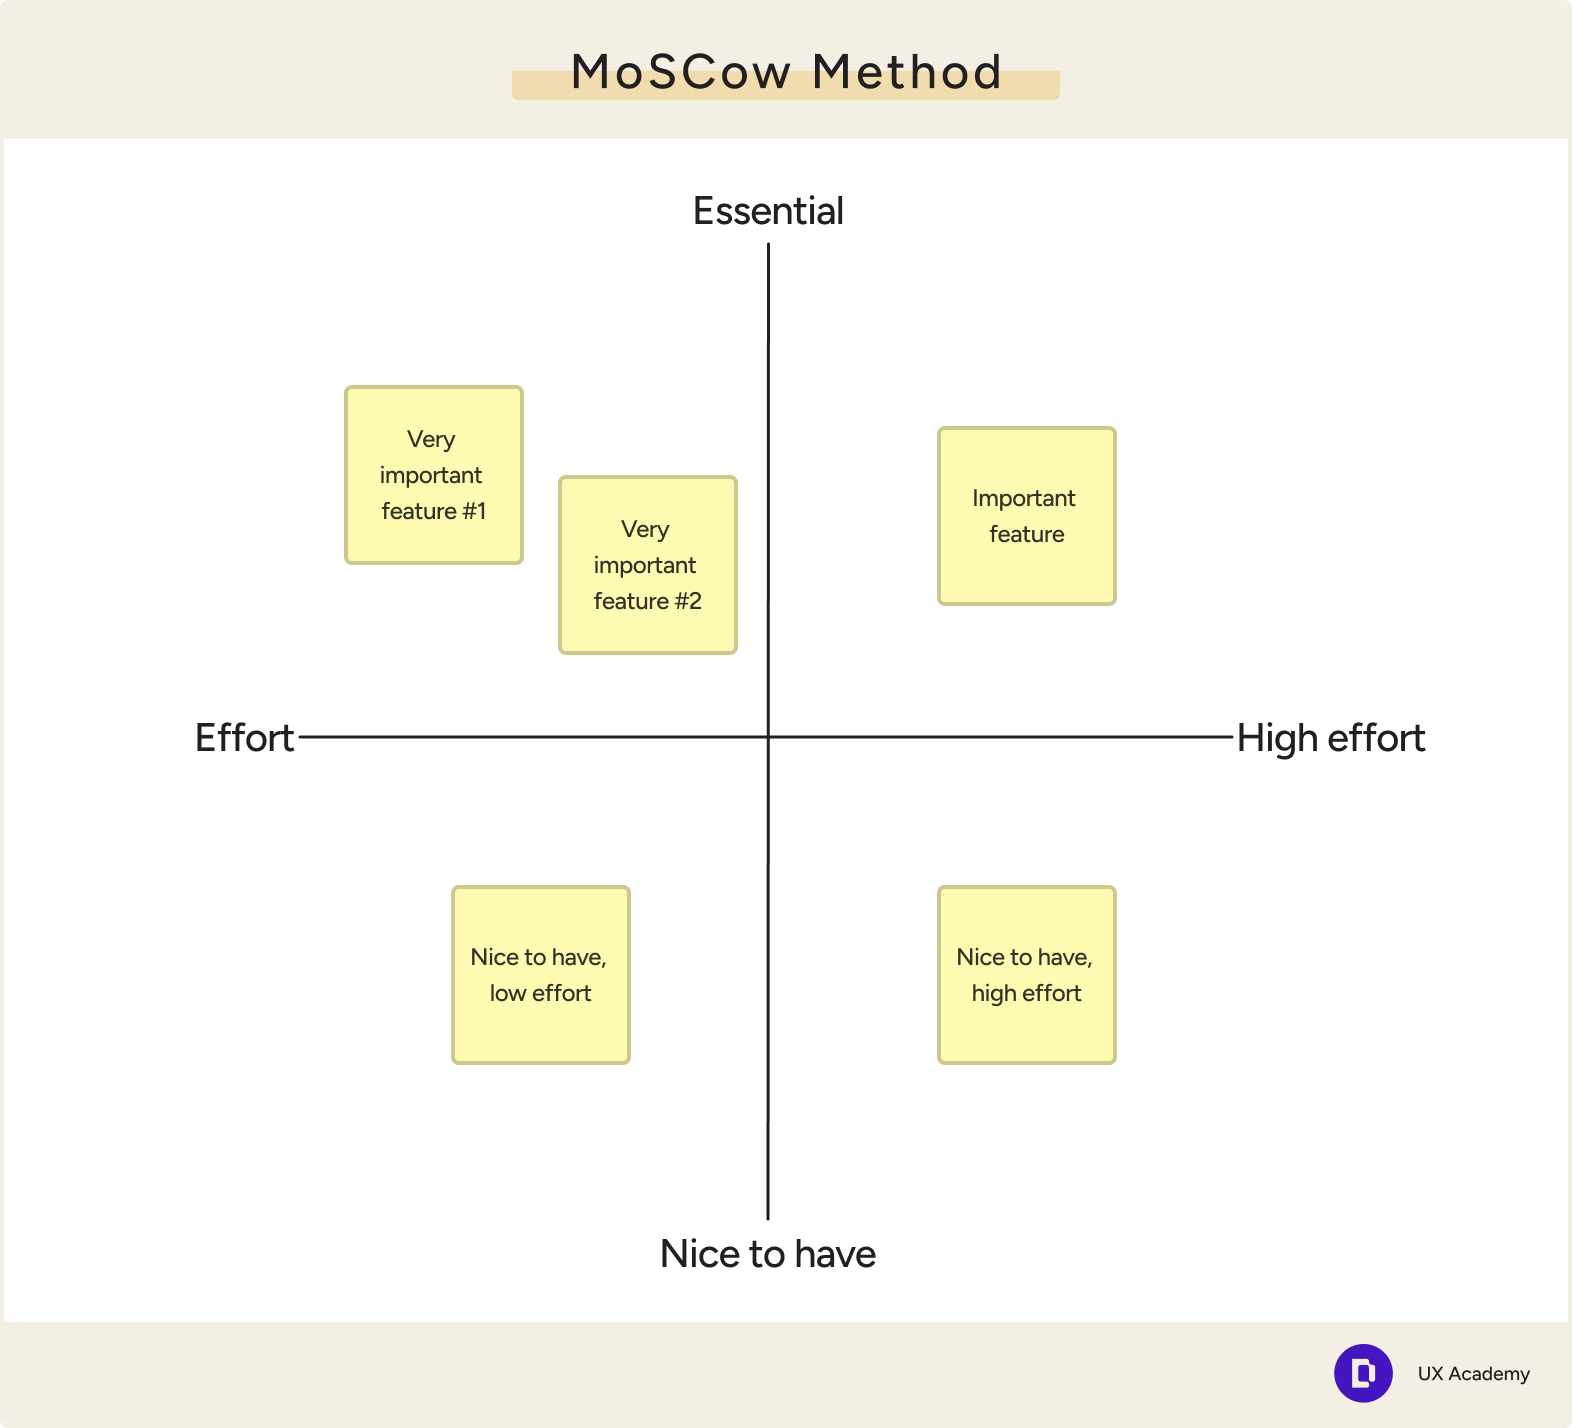 MoSCow Method
Essential
Very
important
feature #1
Very
important
feature #2
Important
feature
Effort
High effort
Nice to have,
low effort
Nice to have,
high effort
Nice to have
UX Academy